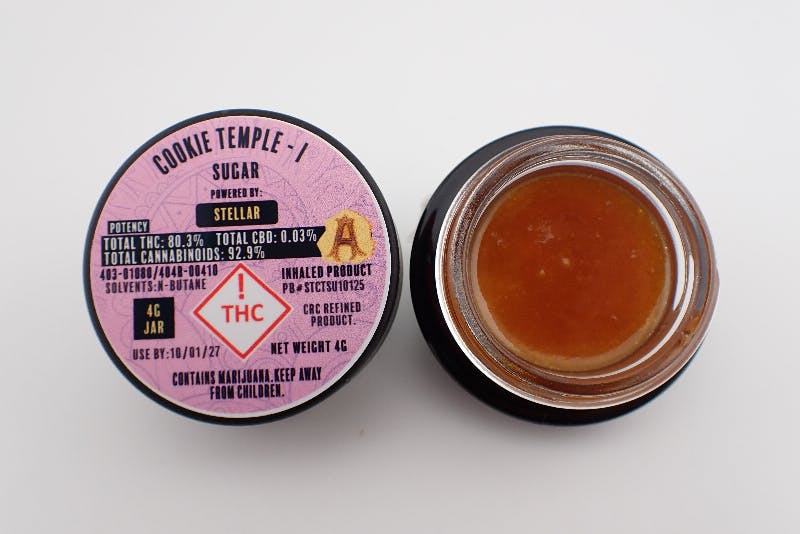 COOKIE TEMPLE - I
SUGAR
POWERED BY:
STELLAR
POTENCY
TOTAL THC: 80.3% TOTAL CBD: 0.03%
TOTAL CANNABINOIDS: 92.9%
A
403-01080/404R-00410
SOLVENTS:N-BUTANE
INHALED PRODUCT
PB#STCTSU10125
4G
JAR
!
THC
CRC REFINED
PRODUCT.
USE BY:10/01/27
NET WEIGHT 4G
CONTAINS MARIJUANA.KEEP AWAY
FROM CHILDREN.